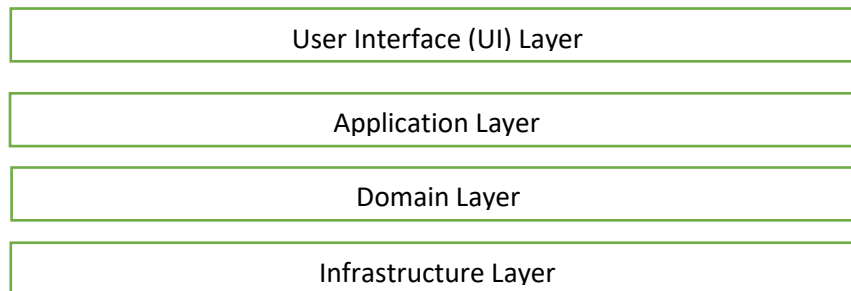 User Interface (UI) Layer
Application Layer
Domain Layer
Infrastructure Layer